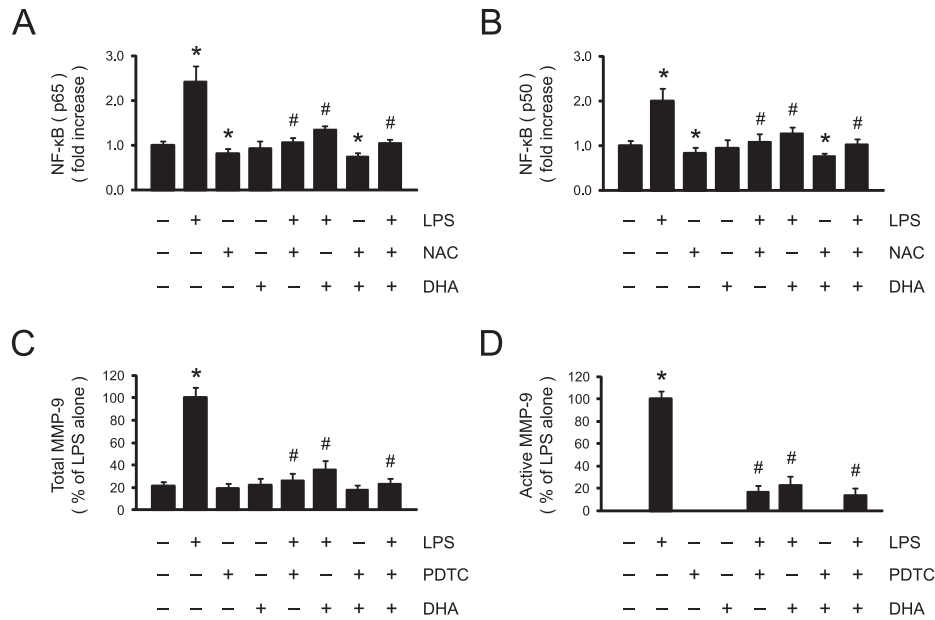 A
NF-κB ( p65)
( fold increase )
3.0
2.0
1.0
0.0
* * # # * #
– + – – + + – + LPS
– – + – + – + + NAC
– – – + – + + + DHA
B
NF-κB ( p50)
( fold increase )
3.0
2.0
1.0
0.0
* * # # * #
– + – – + + – + LPS
– – + – + – + + NAC
– – – + – + + + DHA
C
Total MMP-9
( % of LPS alone )
120
100
80
60
40
20
0
* # # #
– + – – + + – + LPS
– – + – + – + + PDTC
– – – + – + + + DHA
D
Active MMP-9
( % of LPS alone )
120
100
80
60
40
20
0
* # # #
– + – – + + – + LPS
– – + – + – + + PDTC
– – – + – + + + DHA